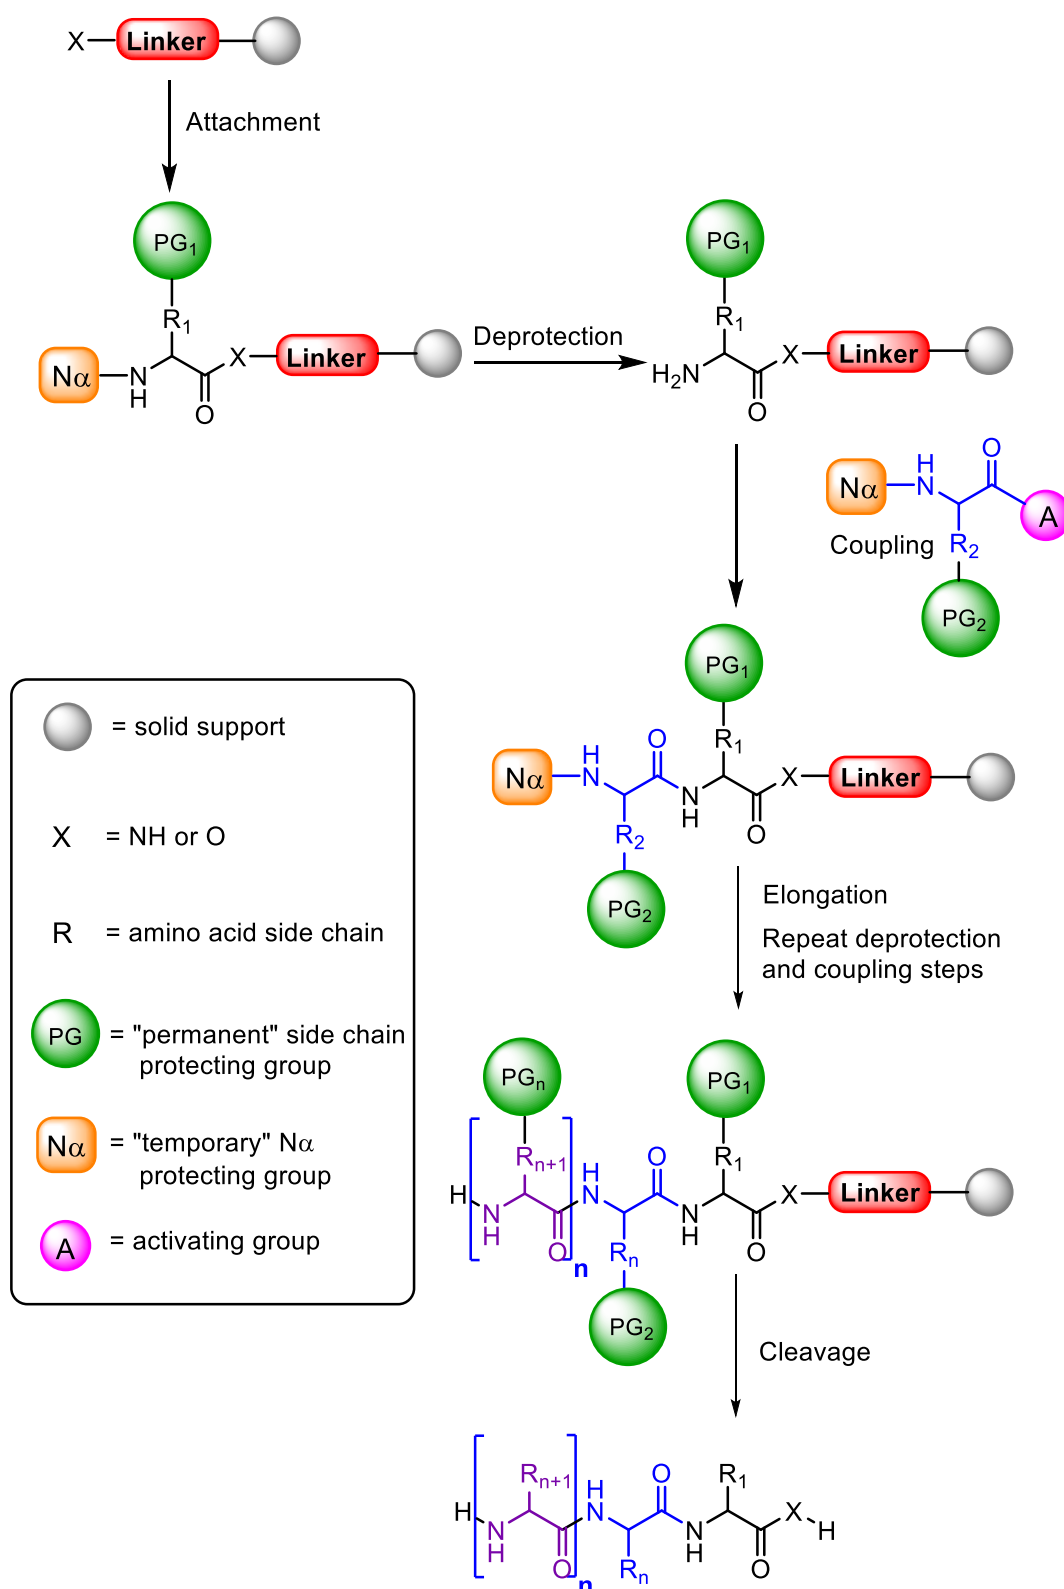 X Linker
Attachment
PG1
R1
Nα N H O X Linker
Deprotection
PG1
R1
H2N O X Linker
Nα H N O A
Coupling R2
PG2
PG1
Nα H N O R1 X Linker
R2 N H O
PG2
Elongation
Repeat deprotection
and coupling steps
= solid support
X = NH or O
R = amino acid side chain
PG = "permanent" side chain
protecting group
Nα = "temporary" Nα
protecting group
A = activating group
PGn PG1
Rn+1 H N O R1 X Linker
H N H O n Rn N H O
PG2
Cleavage
Rn+1 H N O R1 X H
H N H O n Rn N H O